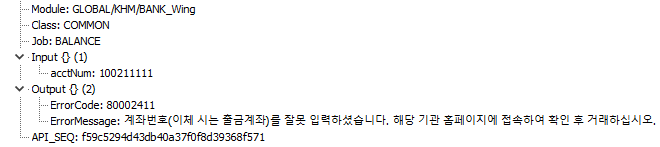 Module: GLOBAL/KHM/BANK_Wing
Class: COMMON
Job: BALANCE
Input {} (1)
acctNum: 100211111
Output {} (2)
ErrorCode: 80002411
ErrorMessage: 계좌번호(이체 시는 출금계좌)를 잘못 입력하셨습니다. 해당 기관 홈페이지에 접속하여 확인 후 거래하십시오.
API_SEQ: f59c5294d43db40a37f0f8d39368f571